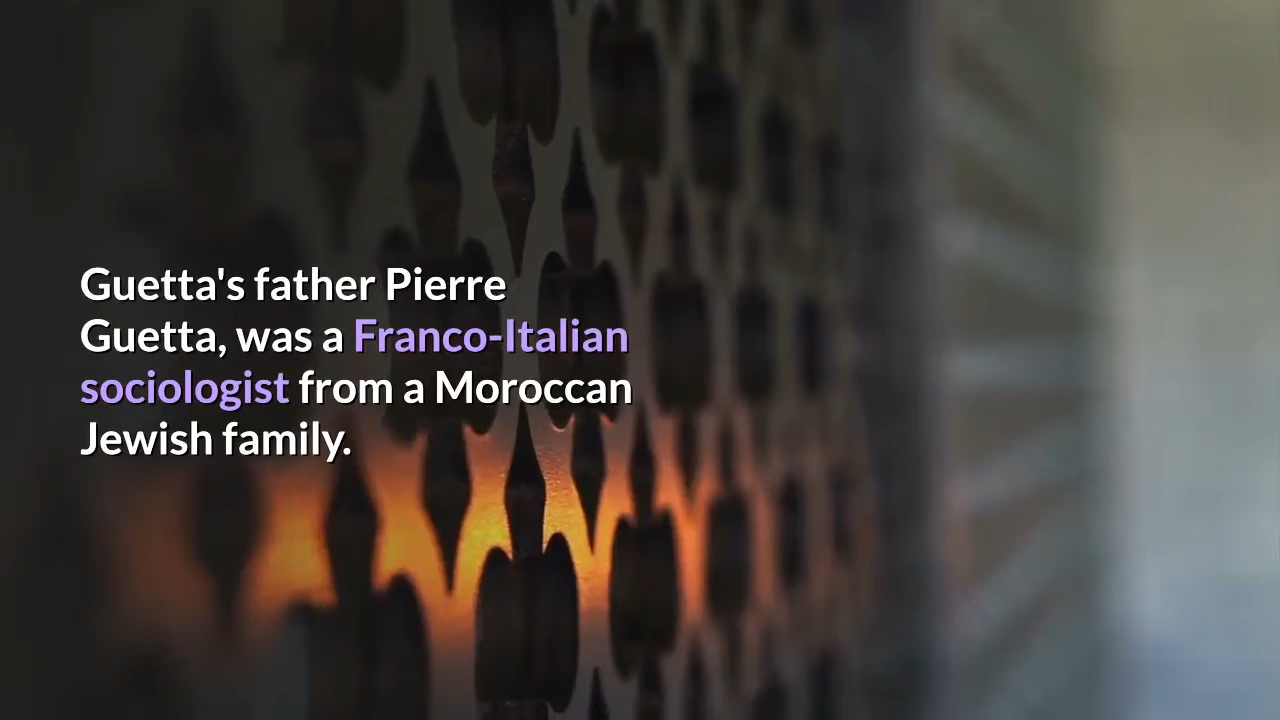 Guetta's father Pierre
Guetta, was a Franco-Italian
sociologist from a Moroccan
Jewish family.